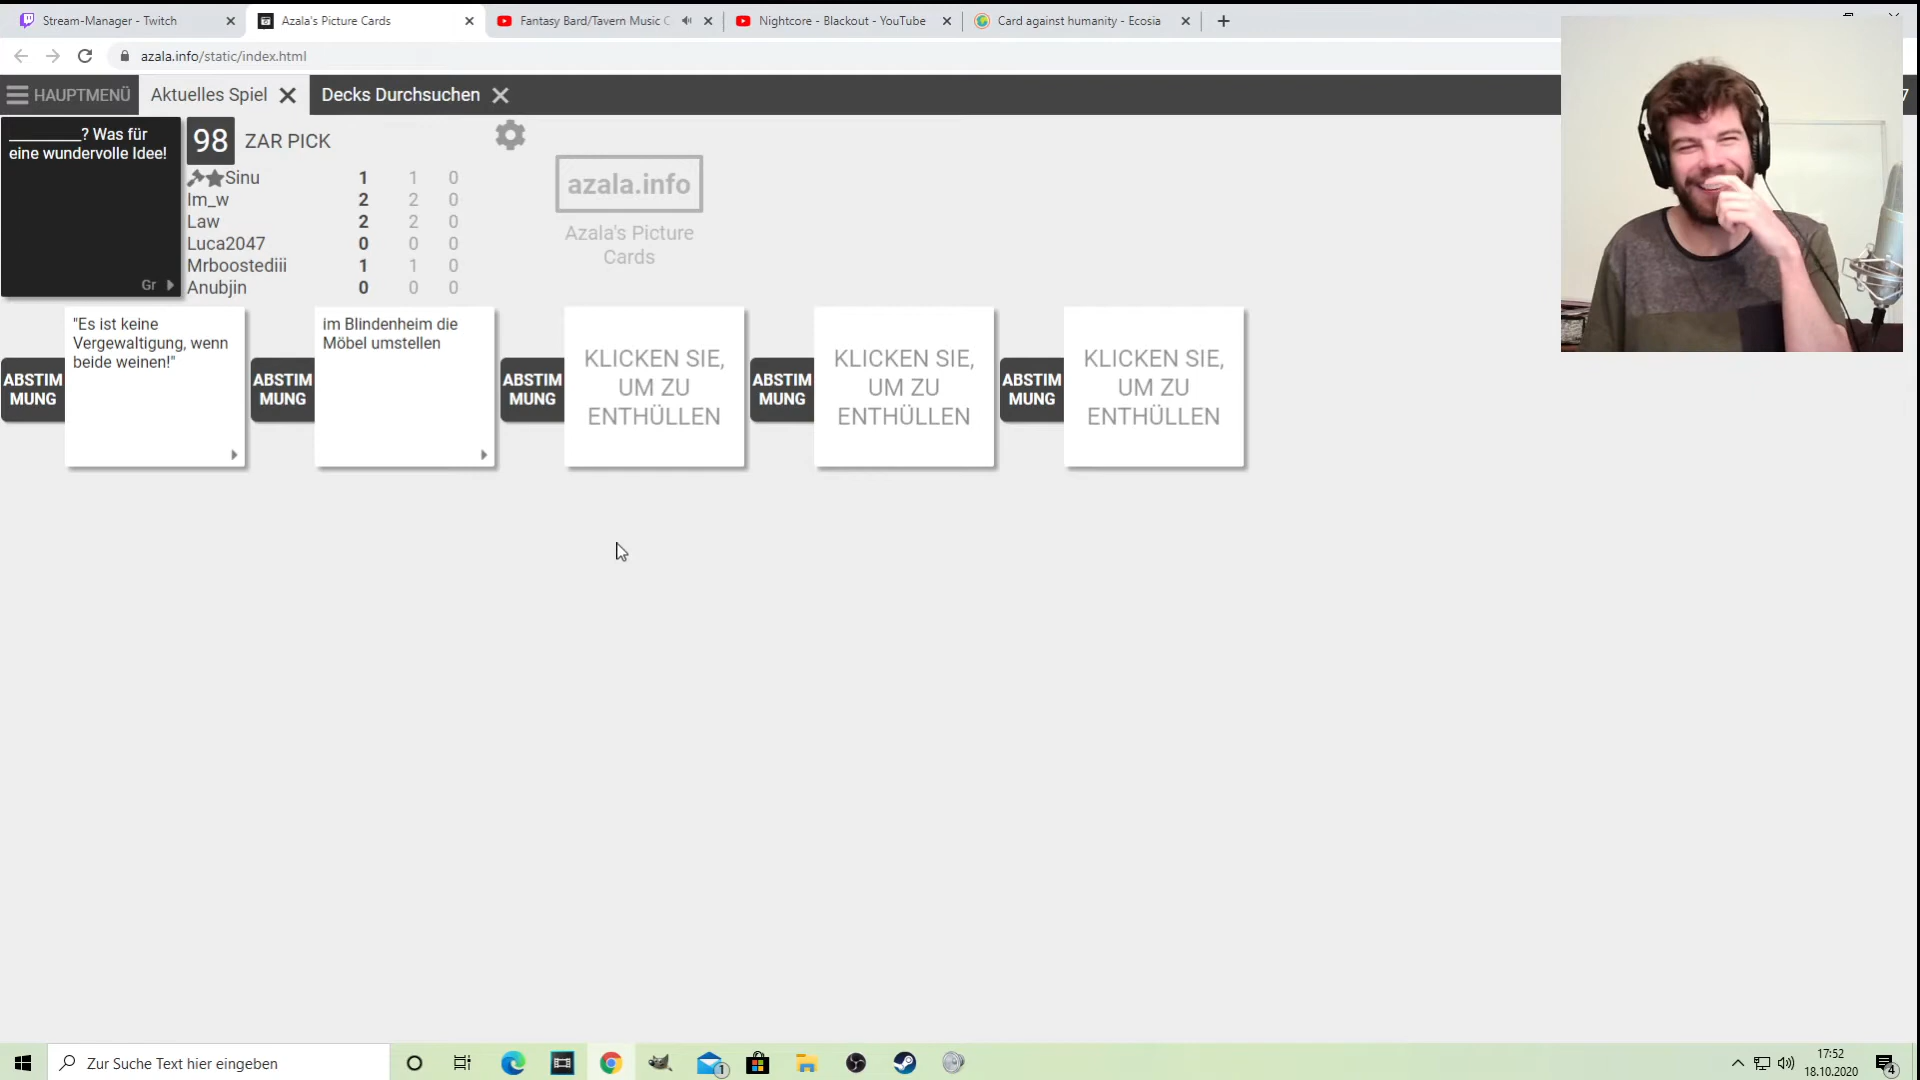 Stream-Manager - Twitch
Azala's Picture Cards
Fantasy Bard/Tavern Music
Nightcore - Blackout - YouTube
Card against humanity - Ecosia
azala.info/static/index.html
HAUPTMENÜ
Aktuelles Spiel
Decks Durchsuchen
7
_________? Was für
eine wundervolle Idee!
Gr
98 ZAR PICK
Sinu 1 1 0
Im_w 2 2 0
Law 2 2 0
Luca2047 0 0 0
Mrboostediii 1 1 0
Anubjin 0 0 0
azala.info
Azala's Picture
Cards
ABSTIM
MUNG
"Es ist keine
Vergewaltigung, wenn
beide weinen!"
ABSTIM
MUNG
im Blindenheim die
Möbel umstellen
ABSTIM
MUNG
KLICKEN SIE,
UM ZU
ENTHÜLLEN
ABSTIM
MUNG
KLICKEN SIE,
UM ZU
ENTHÜLLEN
ABSTIM
MUNG
KLICKEN SIE,
UM ZU
ENTHÜLLEN
Zur Suche Text hier eingeben
1
17:52
18.10.2020
4